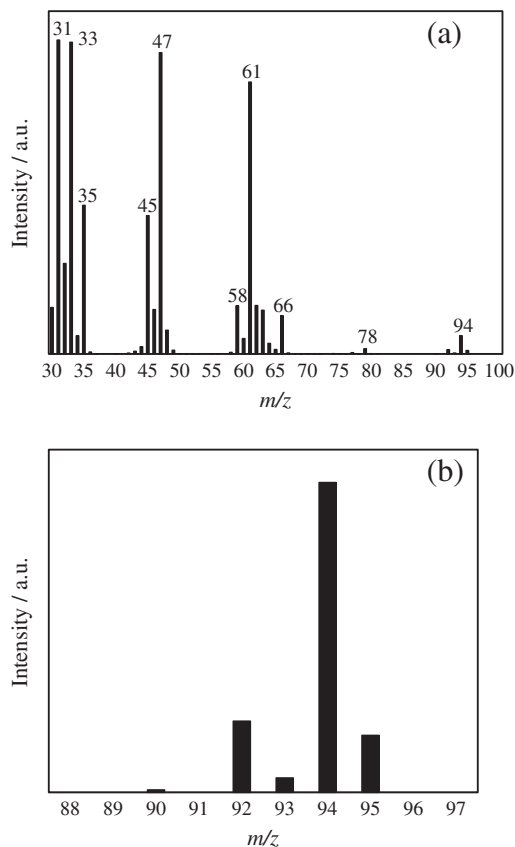 (a)
31 33 47
61
35
45
58 66
78 94
Intensity / a.u.
30 35 40 45 50 55 60 65 70 75 80 85 90 95 100
m/z
(b)
Intensity / a.u.
88 89 90 91 92 93 94 95 96 97
m/z